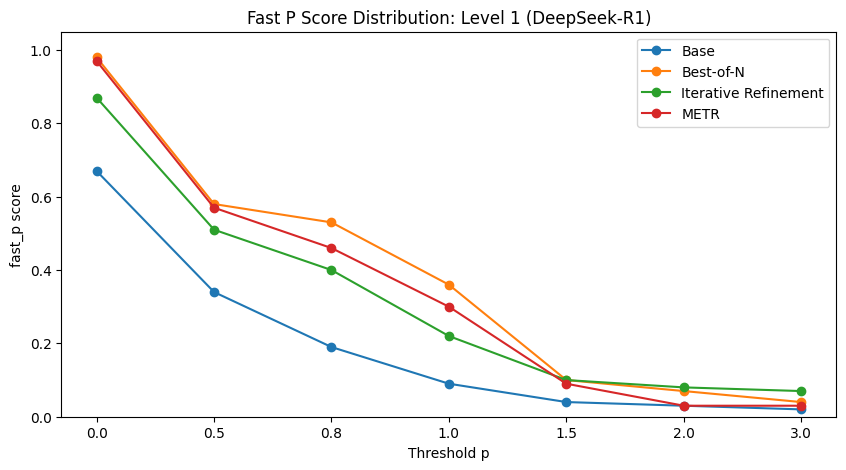 Fast P Score Distribution: Level 1 (DeepSeek-R1)
Base
Best-of-N
Iterative Refinement
METR
fast_p score
1.0
0.8
0.6
0.4
0.2
0.0
0.0 0.5 0.8 1.0 1.5 2.0 3.0
Threshold p